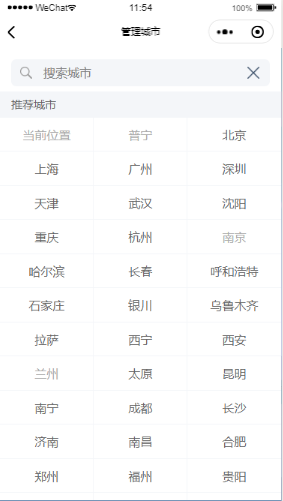 WeChat 11:54 100%
管理城市
搜索城市
推荐城市
当前位置 普宁 北京
上海 广州 深圳
天津 武汉 沈阳
重庆 杭州 南京
哈尔滨 长春 呼和浩特
石家庄 银川 乌鲁木齐
拉萨 西宁 西安
兰州 太原 昆明
南宁 成都 长沙
济南 南昌 合肥
郑州 福州 贵阳